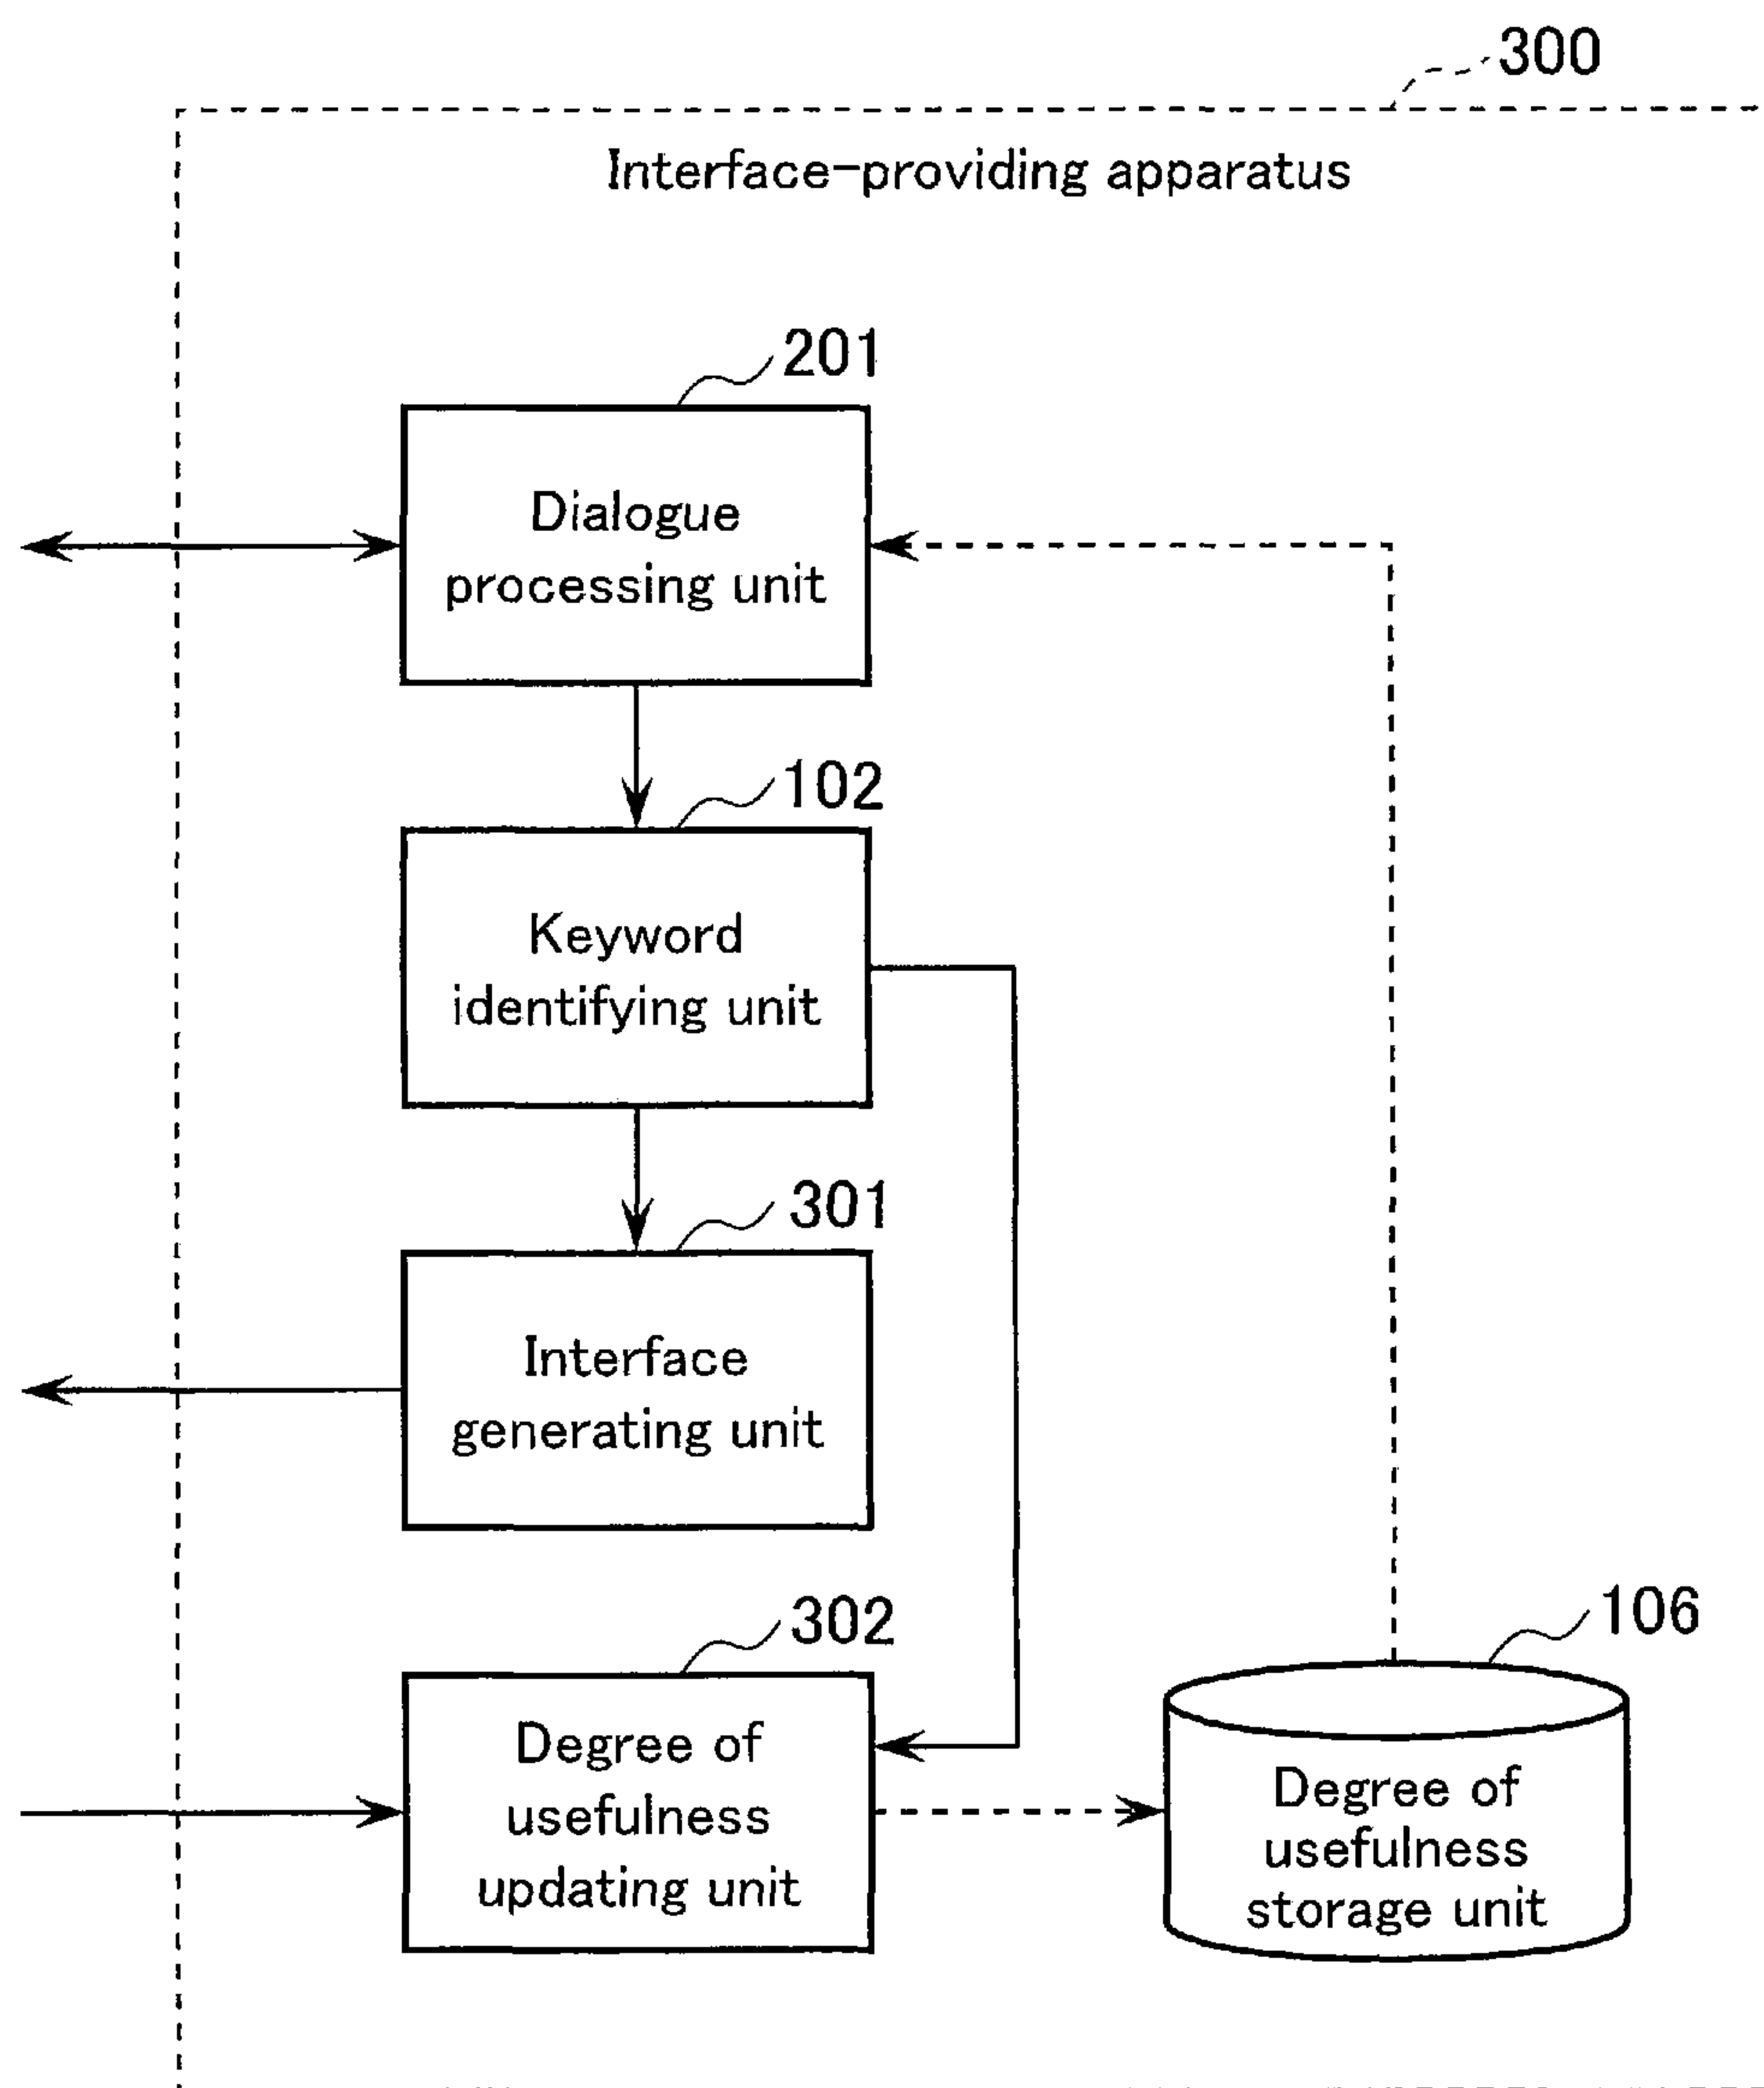 300
Interface-providing apparatus
201
Dialogue
processing unit
102
Keyword
identifying unit
301
Interface
generating unit
302
Degree of
usefulness
updating unit
106
Degree of
usefulness
storage unit